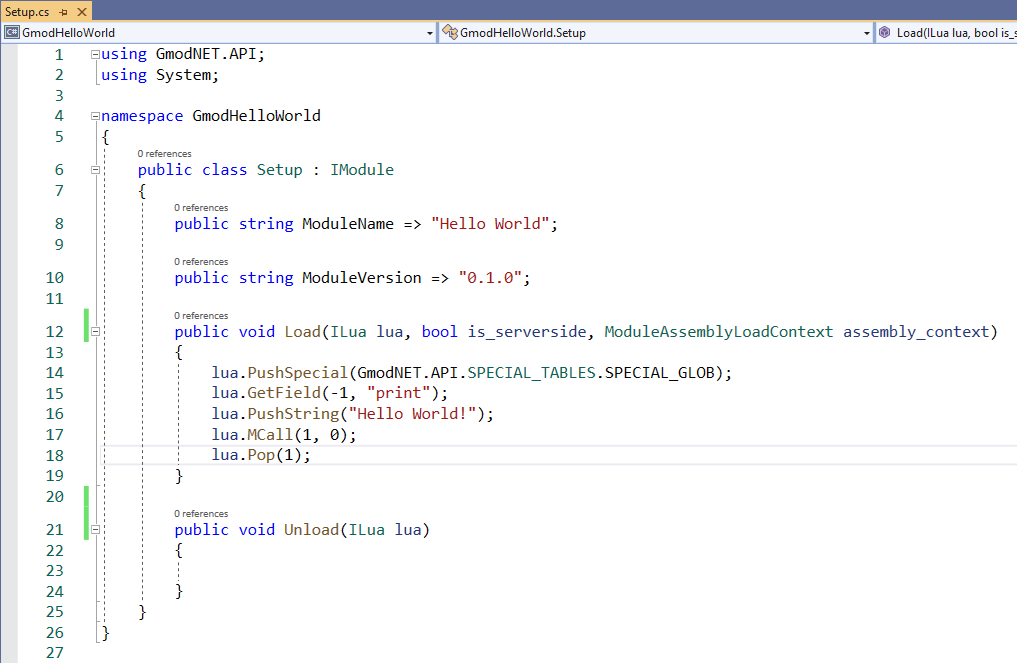 Setup.cs
C# GmodHelloWorld GmodHelloWorld.Setup Load(ILua lua, bool is_s
1 using GmodNET.API;
2 using System;
3
4 namespace GmodHelloWorld
5 {
0 references
6 public class Setup : IModule
7 {
0 references
8 public string ModuleName => "Hello World";
9
0 references
10 public string ModuleVersion => "0.1.0";
11
0 references
12 public void Load(ILua lua, bool is_serverside, ModuleAssemblyLoadContext assembly_context)
13 {
14 lua.PushSpecial(GmodNET.API.SPECIAL_TABLES.SPECIAL_GLOB);
15 lua.GetField(-1, "print");
16 lua.PushString("Hello World!");
17 lua.MCall(1, 0);
18 lua.Pop(1);
19 }
20
0 references
21 public void Unload(ILua lua)
22 {
23
24 }
25 }
26 }
27